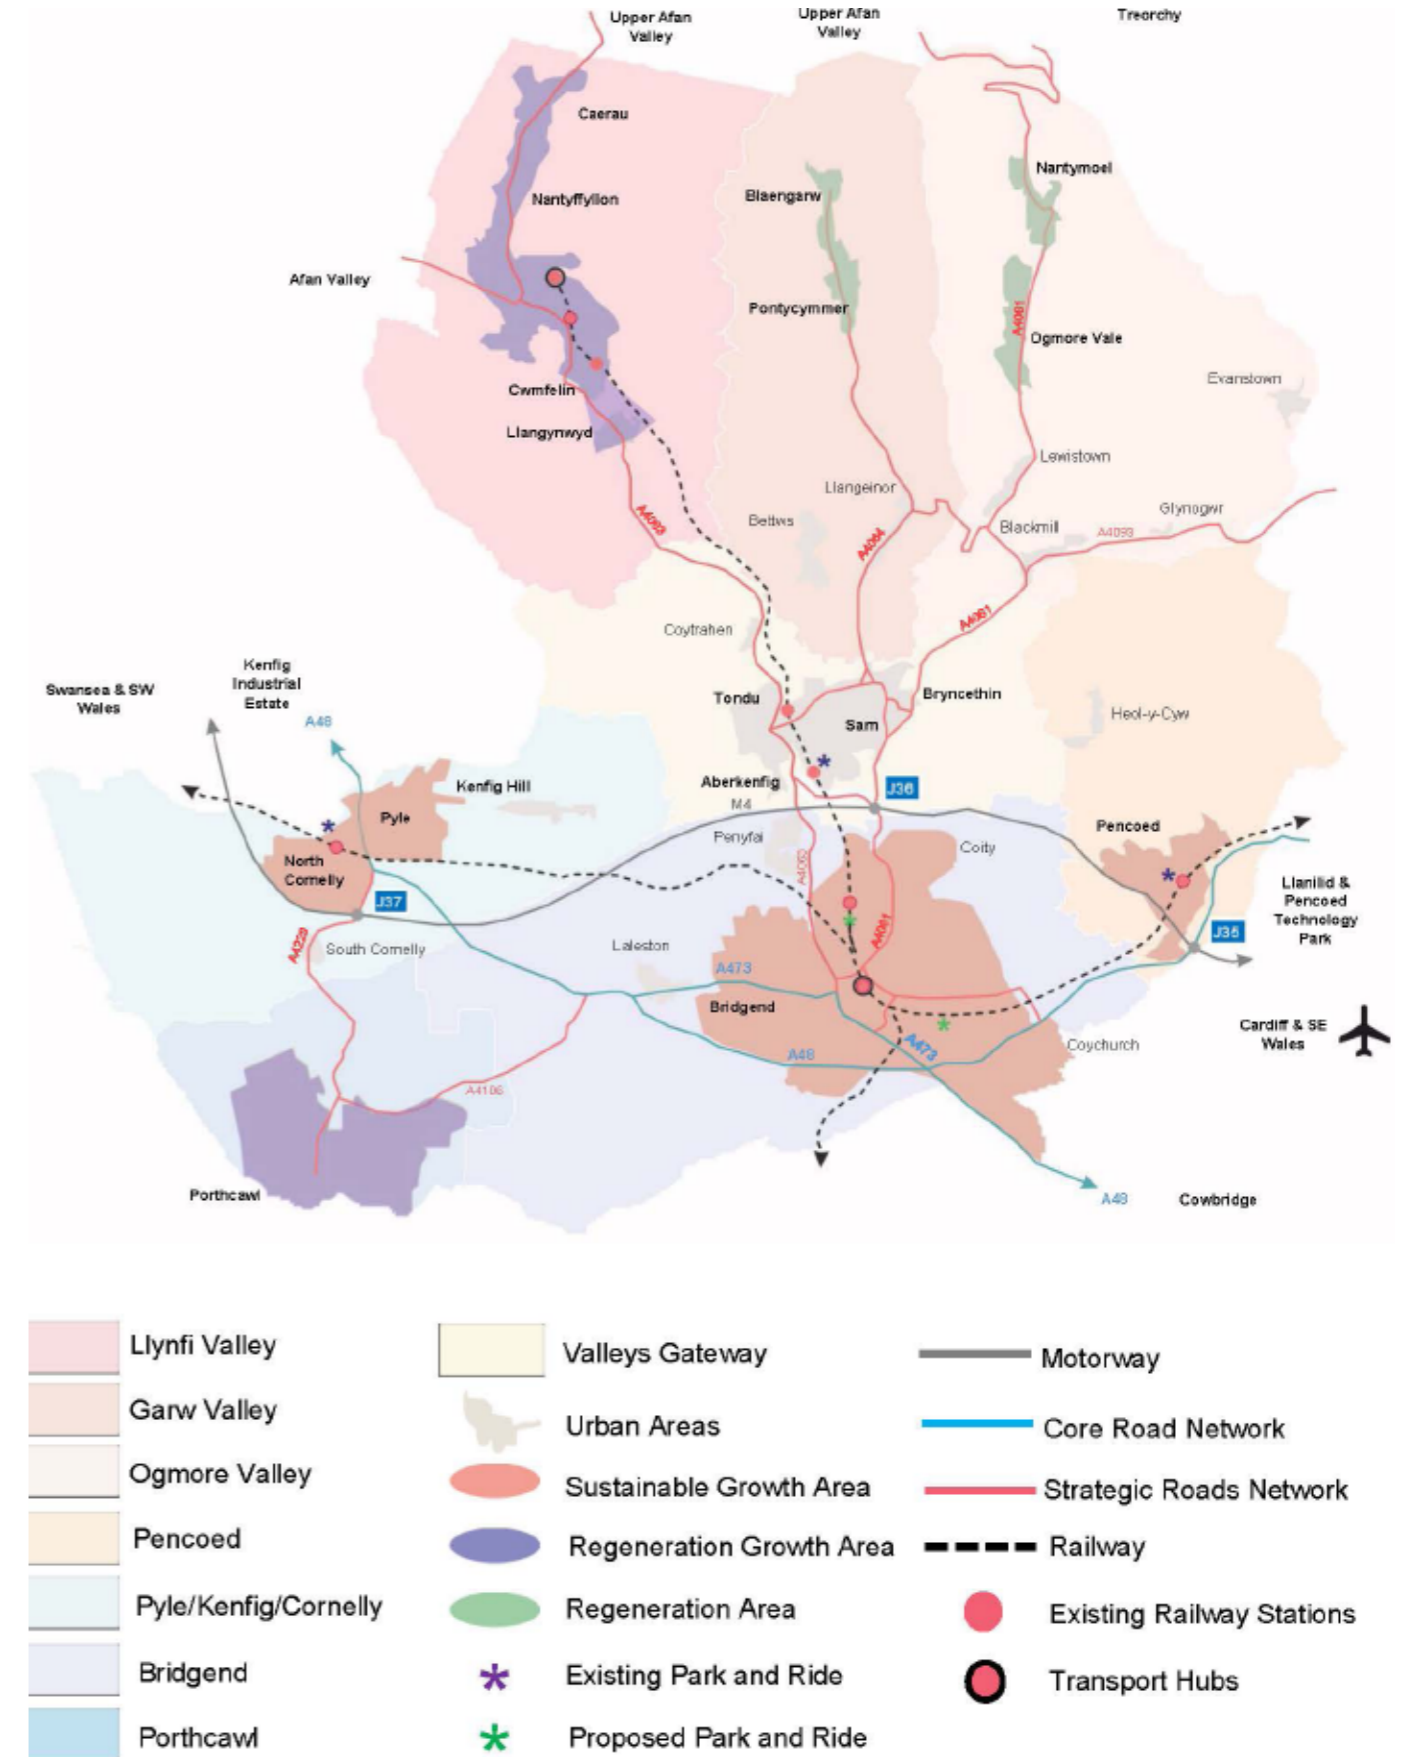 Upper Afan
Valley
Upper Afan
Valley
Treorchy
Caerau
Nantymoel
Nantyffyllon
Blaengarw
Afan Valley
Pontycymmer
A4061
Ogmore Vale
Evanstown
Cwmfelin
Llangynwyd
Lewistown
Llangeinor
Bettws
Blackmill
Glynogwr
A4063
A4064
A4093
A4061
Coytrahen
Kenfig
Industrial
Estate
Swansea & SW
Wales
A48
Tondu
Bryncethin
Sarn
Heol-y-Cyw
Aberkenfig
J36
Kenfig Hill
M4
Pyle
Penyfai
Coity
Pencoed
North
Cornelly
A4063
J37
Llanilid &
Pencoed
Technology
Park
A4229
South Cornelly
Laleston
A4061
J35
A473
Bridgend
Cardiff & SE
Wales
A473
Coychurch
A48
A4106
Porthcawl
A48
Cowbridge
Llynfi Valley
Garw Valley
Ogmore Valley
Pencoed
Pyle/Kenfig/Cornelly
Bridgend
Porthcawl
Valleys Gateway
Urban Areas
Sustainable Growth Area
Regeneration Growth Area
Regeneration Area
Existing Park and Ride
Proposed Park and Ride
Motorway
Core Road Network
Strategic Roads Network
Railway
Existing Railway Stations
Transport Hubs